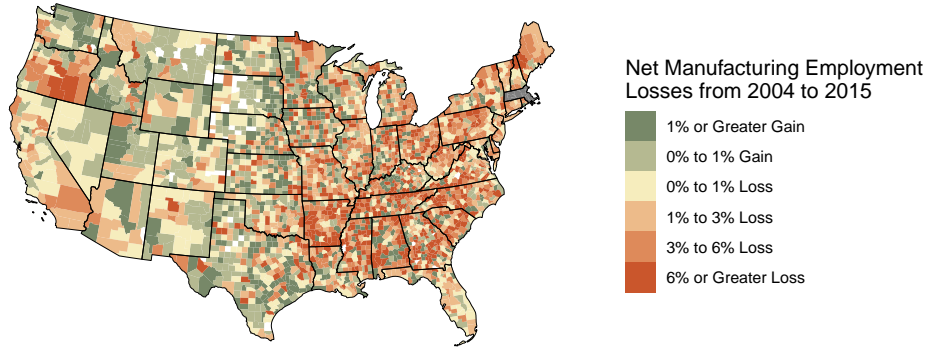 Net Manufacturing Employment
Losses from 2004 to 2015
1% or Greater Gain
0% to 1% Gain
0% to 1% Loss
1% to 3% Loss
3% to 6% Loss
6% or Greater Loss